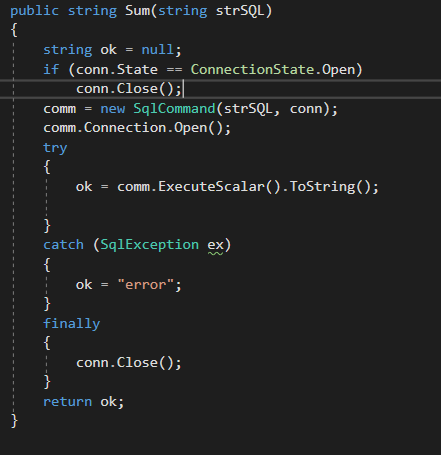 public string Sum(string strSQL)
{
    string ok = null;
    if (conn.State == ConnectionState.Open)
        conn.Close();
    comm = new SqlCommand(strSQL, conn);
    comm.Connection.Open();
    try
    {
        ok = comm.ExecuteScalar().ToString();
    }
    catch (SqlException ex)
    {
        ok = "error";
    }
    finally
    {
        conn.Close();
    }
    return ok;
}